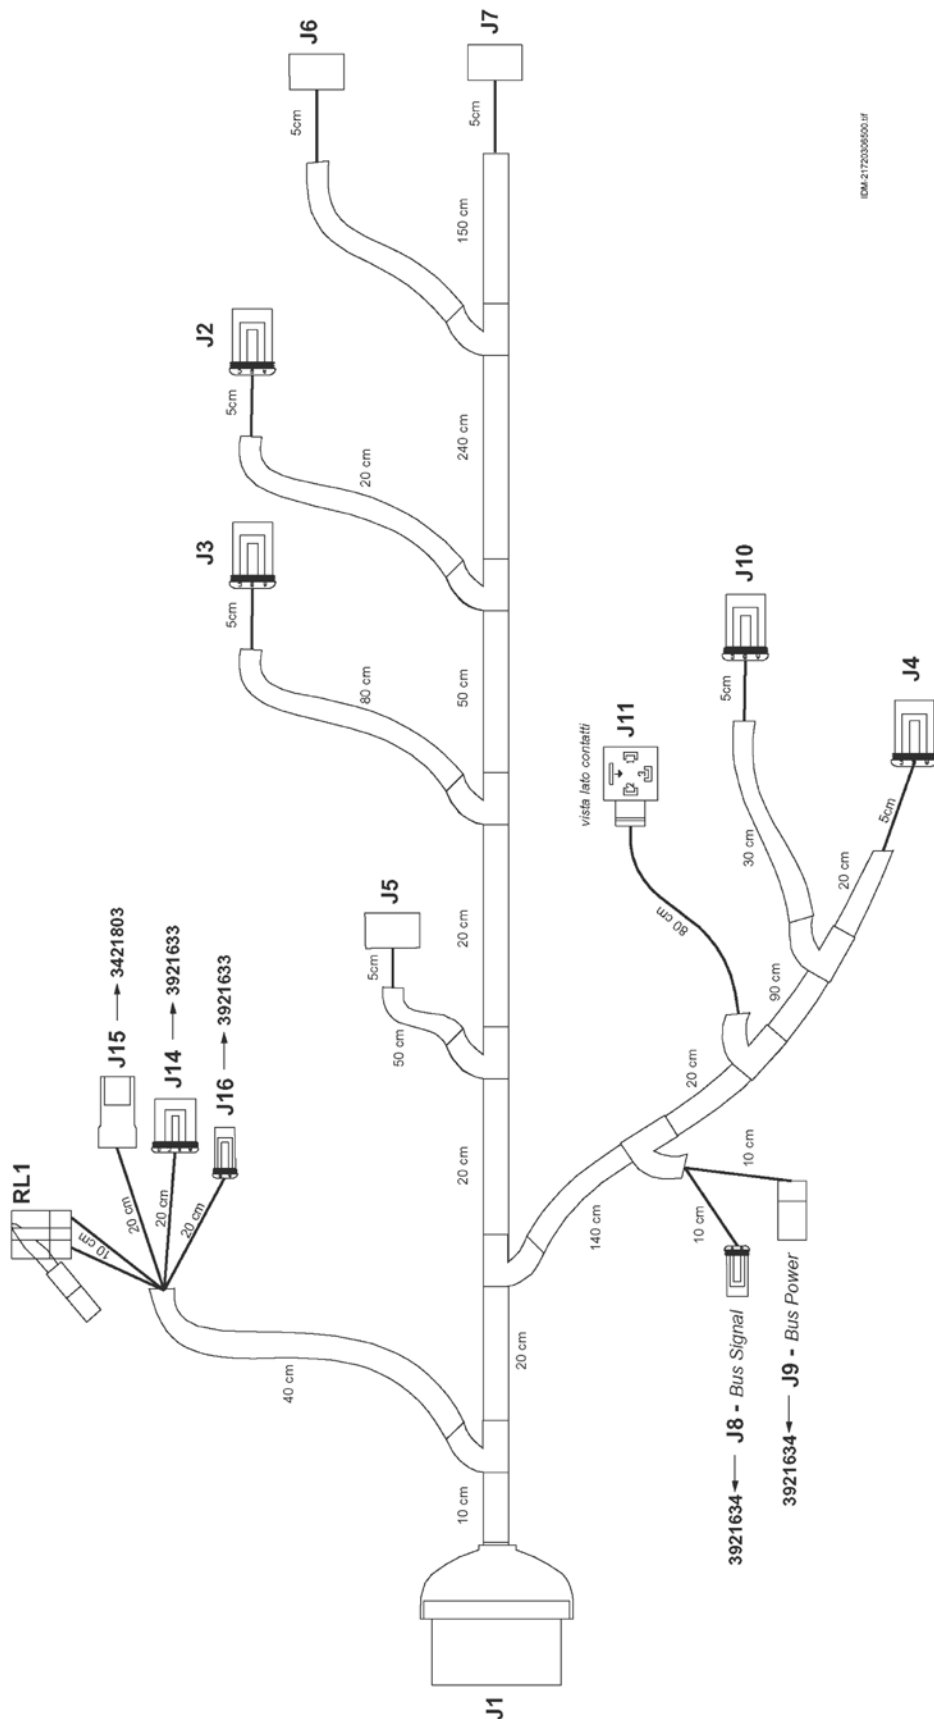 RL1
J15 → 3421803
J14 → 3921633
J16 → 3921633
10 cm
20 cm
20 cm
20 cm
40 cm
J5
5cm
50 cm
J3
5cm
80 cm
J2
5cm
20 cm
J6
5cm
J7
5cm
J1
10 cm
20 cm
20 cm
20 cm
50 cm
240 cm
150 cm
140 cm
10 cm
10 cm
3921634 ← J8 - Bus Signal
3921634 ← J9 - Bus Power
20 cm
80 cm
J11
vista lato contatti
1
2
3
90 cm
30 cm
5cm
J10
20 cm
5cm
J4
IDM-21720306500.tif